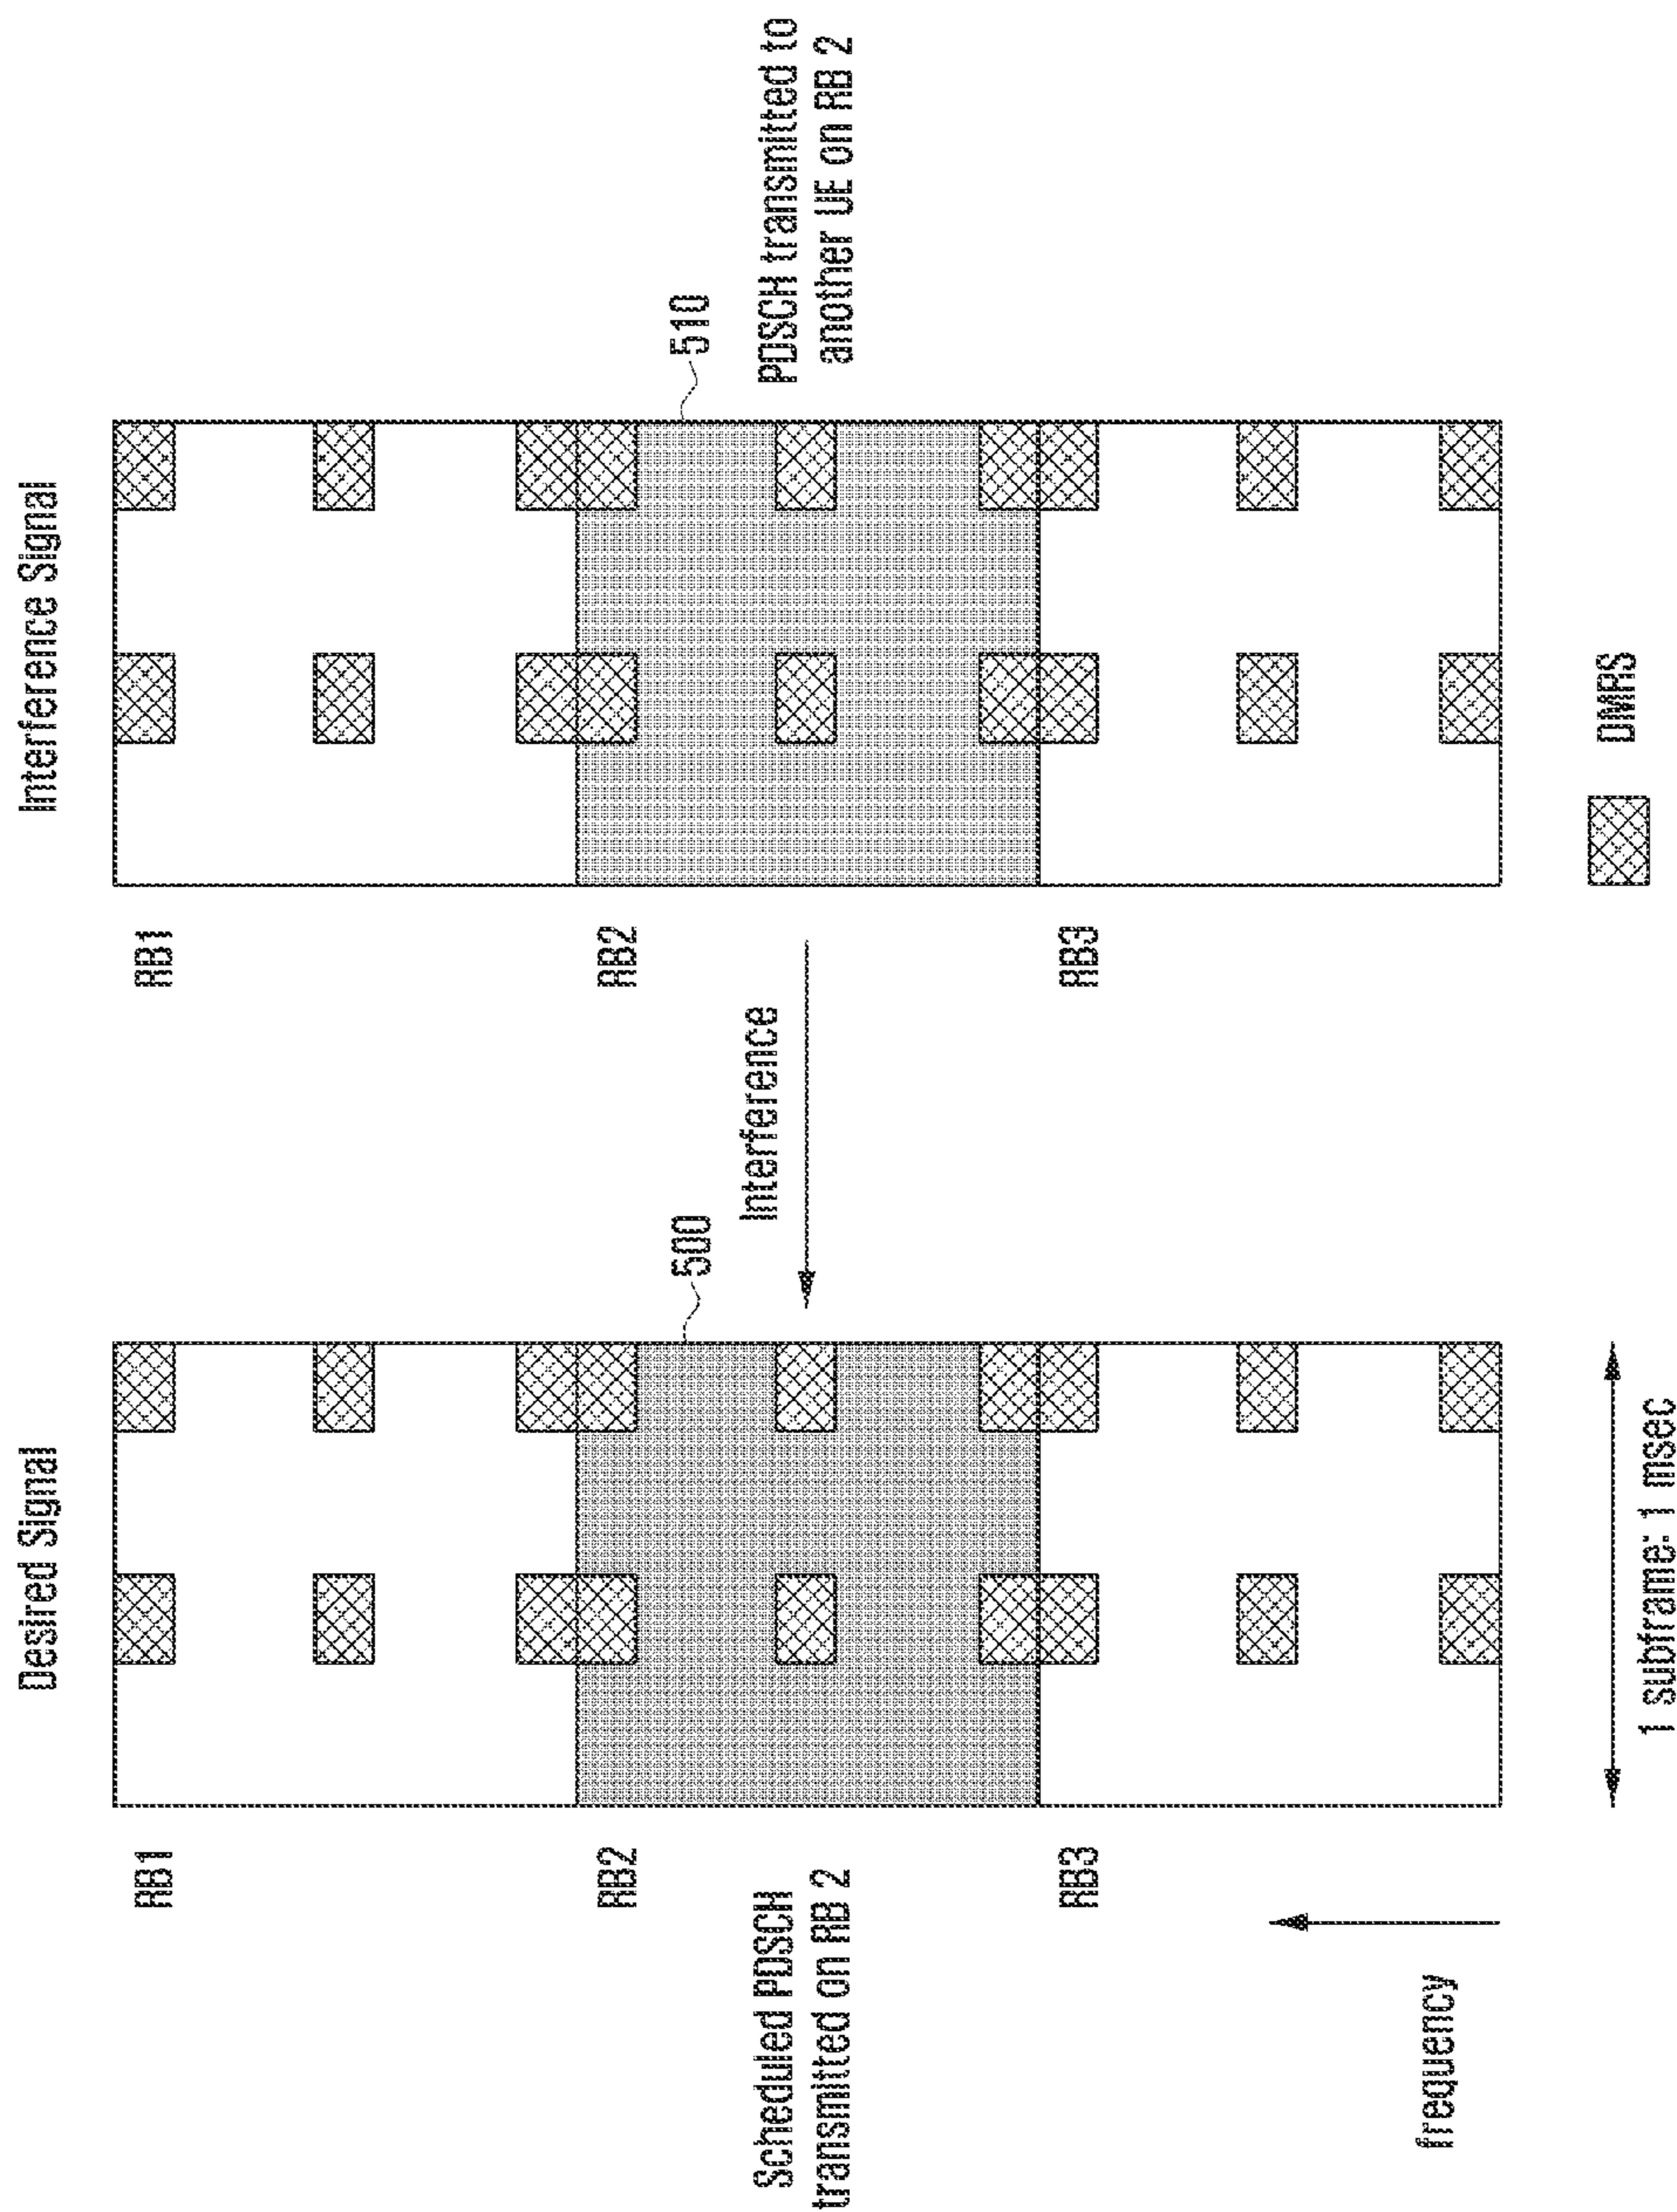 Desired Signal
Interference Signal
RB1
RB2
Scheduled PDSCH
transmitted on RB 2
RB3
frequency
500
1 subframe: 1 msec
Interference
RB1
RB2
RB3
510
PDSCH transmitted to
another UE on RB 2
DMRS